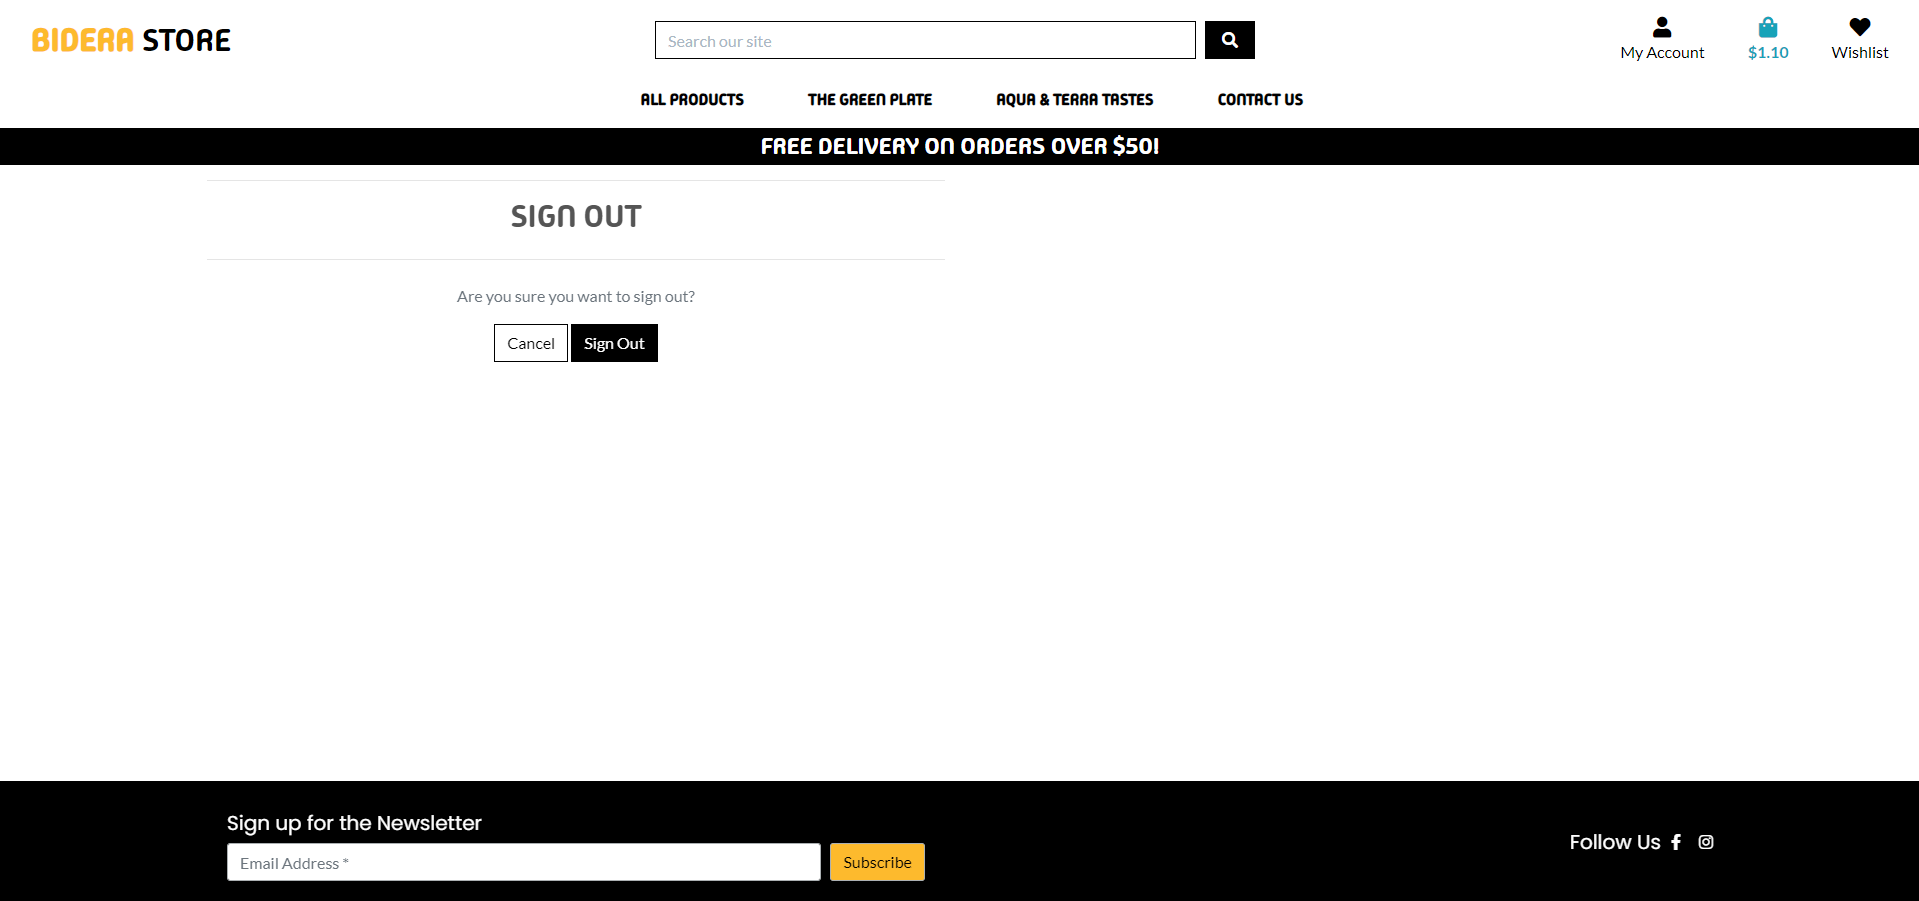 BIDERA STORE
Search our site
My Account
$1.10
Wishlist
ALL PRODUCTS
THE GREEN PLATE
AQUA & TERRA TASTES
CONTACT US
FREE DELIVERY ON ORDERS OVER $50!
SIGN OUT
Are you sure you want to sign out?
Cancel
Sign Out
Sign up for the Newsletter
Email Address *
Subscribe
Follow Us